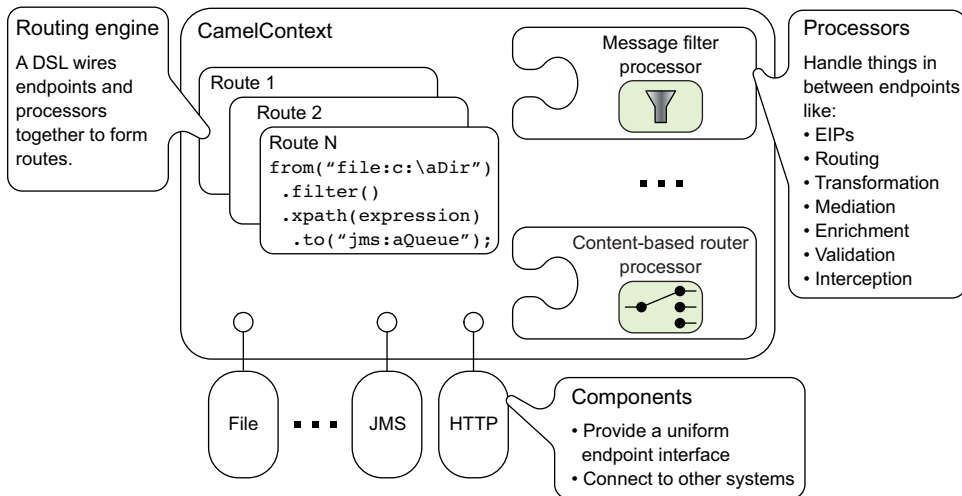 Routing engine
A DSL wires
endpoints and
processors
together to form
routes.
CamelContext
Route 1
Route 2
Route N
from(“file:c:\aDir”)
.filter()
.xpath(expression)
.to(“jms:aQueue”);
Message filter
processor
Content-based router
processor
Processors
Handle things in
between endpoints
like:
• EIPs
• Routing
• Transformation
• Mediation
• Enrichment
• Validation
• Interception
File
JMS
HTTP
Components
• Provide a uniform
endpoint interface
• Connect to other systems